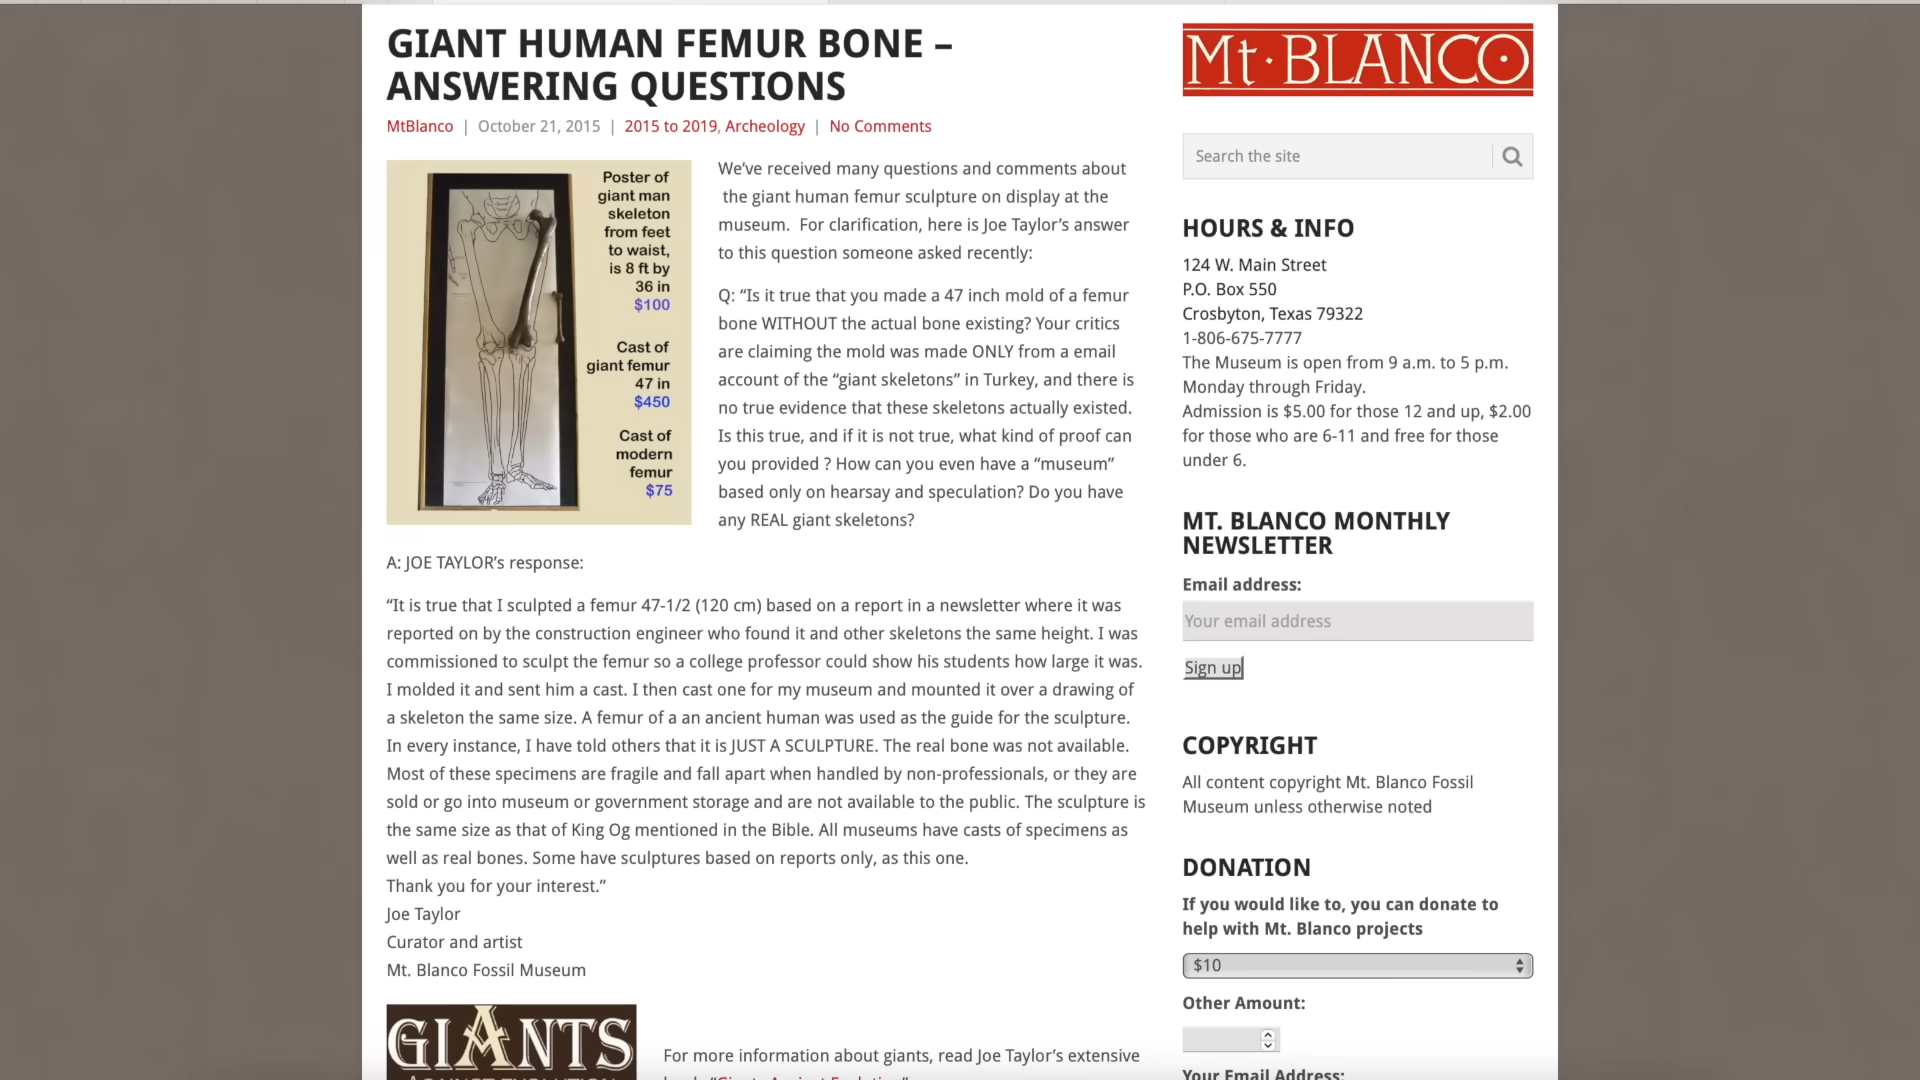 GIANT HUMAN FEMUR BONE –
ANSWERING QUESTIONS
MtBlanco | October 21, 2015 | 2015 to 2019, Archeology | No Comments
Poster of
giant man
skeleton
from feet
to waist,
is 8 ft by
36 in
$100
Cast of
giant femur
47 in
$450
Cast of
modern
femur
$75
We've received many questions and comments about
the giant human femur sculpture on display at the
museum. For clarification, here is Joe Taylor's answer
to this question someone asked recently:
Q: “Is it true that you made a 47 inch mold of a femur
bone WITHOUT the actual bone existing? Your critics
are claiming the mold was made ONLY from a email
account of the “giant skeletons” in Turkey, and there is
no true evidence that these skeletons actually existed.
Is this true, and if it is not true, what kind of proof can
you provided ? How can you even have a “museum”
based only on hearsay and speculation? Do you have
any REAL giant skeletons?
A: JOE TAYLOR’s response:
“It is true that I sculpted a femur 47-1/2 (120 cm) based on a report in a newsletter where it was
reported on by the construction engineer who found it and other skeletons the same height. I was
commissioned to sculpt the femur so a college professor could show his students how large it was.
I molded it and sent him a cast. I then cast one for my museum and mounted it over a drawing of
a skeleton the same size. A femur of a an ancient human was used as the guide for the sculpture.
In every instance, I have told others that it is JUST A SCULPTURE. The real bone was not available.
Most of these specimens are fragile and fall apart when handled by non-professionals, or they are
sold or go into museum or government storage and are not available to the public. The sculpture is
the same size as that of King Og mentioned in the Bible. All museums have casts of specimens as
well as real bones. Some have sculptures based on reports only, as this one.
Thank you for your interest.”
Joe Taylor
Curator and artist
Mt. Blanco Fossil Museum
GIANTS
For more information about giants, read Joe Taylor’s extensive
Mt·BLANCO
Search the site
HOURS & INFO
124 W. Main Street
P.O. Box 550
Crosbyton, Texas 79322
1-806-675-7777
The Museum is open from 9 a.m. to 5 p.m.
Monday through Friday.
Admission is $5.00 for those 12 and up, $2.00
for those who are 6-11 and free for those
under 6.
MT. BLANCO MONTHLY
NEWSLETTER
Email address:
Your email address
Sign up
COPYRIGHT
All content copyright Mt. Blanco Fossil
Museum unless otherwise noted
DONATION
If you would like to, you can donate to
help with Mt. Blanco projects
$10
Other Amount:
Your Email Address: